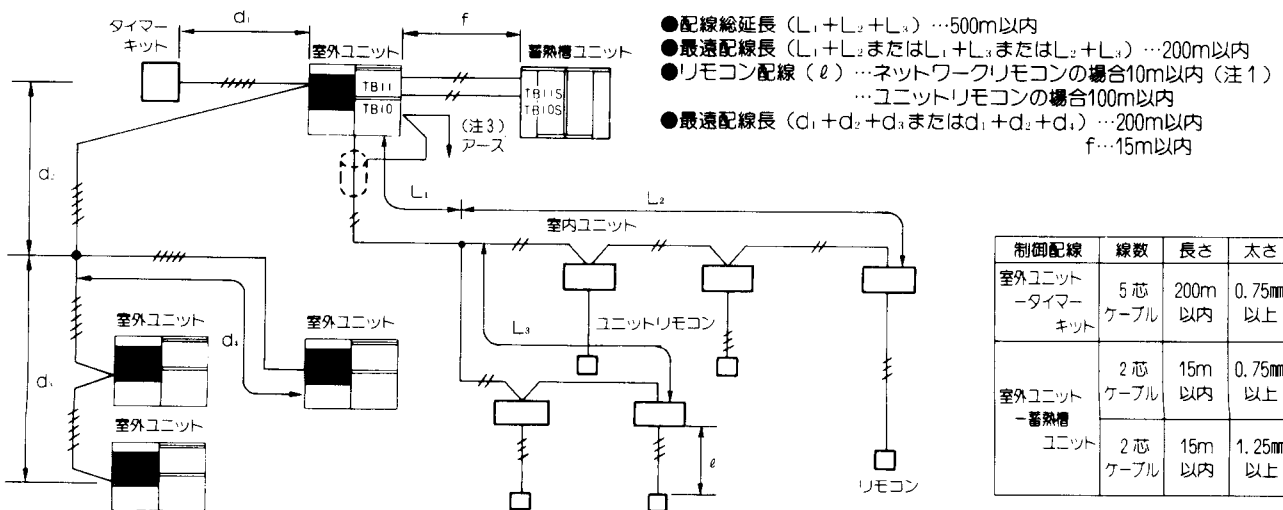 ●配線総延長（L₁＋L₂＋L₃）…500m以内
●最遠配線長（L₁＋L₂またはL₁＋L₃またはL₂＋L₃）…200m以内
●リモコン配線（ℓ）…ネットワークリモコンの場合10m以内（注1）
…ユニットリモコンの場合100m以内
●最遠配線長（d₁＋d₂＋d₃またはd₁＋d₂＋d₄）…200m以内
f…15m以内
タイマー
キット
d₁
室外ユニット
f
蓄熱槽ユニット
TB11
TB10
TB11S
TB10S
（注3）
アース
d₂
L₁
L₂
室内ユニット
L₃
ユニットリモコン
室外ユニット
d₄
室外ユニット
d₃
ℓ
リモコン
制御配線 線数 長さ 太さ
室外ユニット
－タイマー
キット
5芯
ケーブル
200m
以内
0.75mm
以上
室外ユニット
－蓄熱槽
ユニット
2芯
ケーブル
15m
以内
0.75mm
以上
2芯
ケーブル
15m
以内
1.25mm
以上